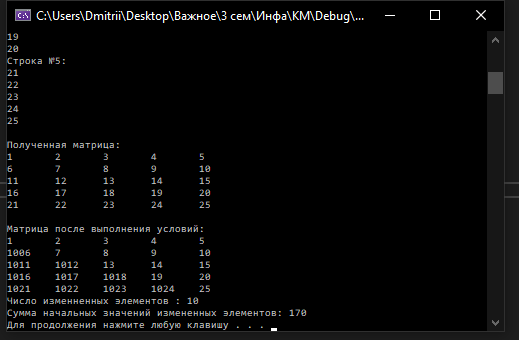 C:\Users\Dmitrii\Desktop\Важное\3 сем\Инфа\KM\Debug\...
19
20
Строка №5:
21
22
23
24
25
Полученная матрица:
1 2 3 4 5
6 7 8 9 10
11 12 13 14 15
16 17 18 19 20
21 22 23 24 25
Матрица после выполнения условий:
1 2 3 4 5
1006 7 8 9 10
1011 1012 13 14 15
1016 1017 1018 19 20
1021 1022 1023 1024 25
Число изменненных элементов : 10
Сумма начальных значений измененных элементов: 170
Для продолжения нажмите любую клавишу . . .